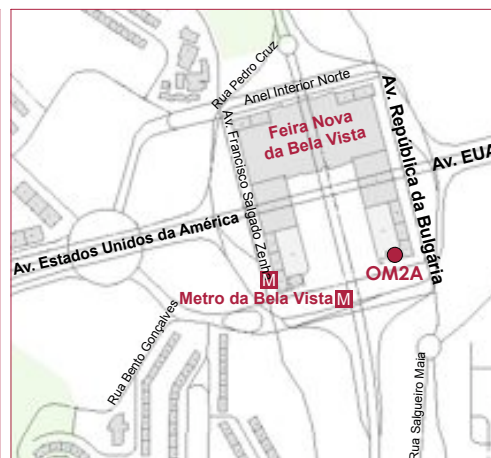 Rua Pedro Cruz
Anel Interior Norte
Av. República da Bulgária
Feira Nova
da Bela Vista
Av. Francisco Salgado Zenh
Av. EUA
Av. Estados Unidos da América
OM2A
M
Metro da Bela Vista M
Rua Bento Gonçalves
Rua Salgueiro Maia